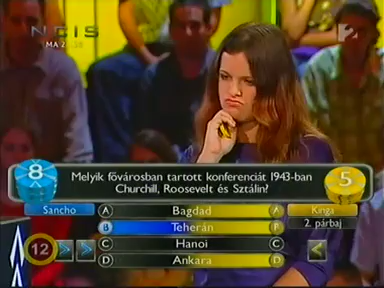 NCIS
MA 21:30
2
8
Melyik fővárosban tartott konferenciát 1943-ban
Churchill, Roosevelt és Sztálin?
5
Sancho
A Bagdad
Kinga
B Teherán
2. párbaj
12
C Hanoi
D Ankara